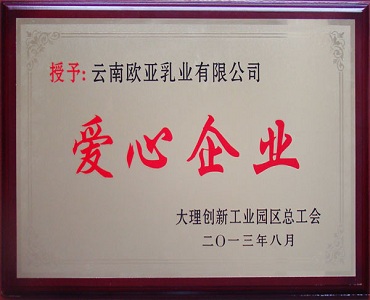 授予:云南欧亚乳业有限公司
爱心企业
大理创新工业园区总工会
二〇一三年八月